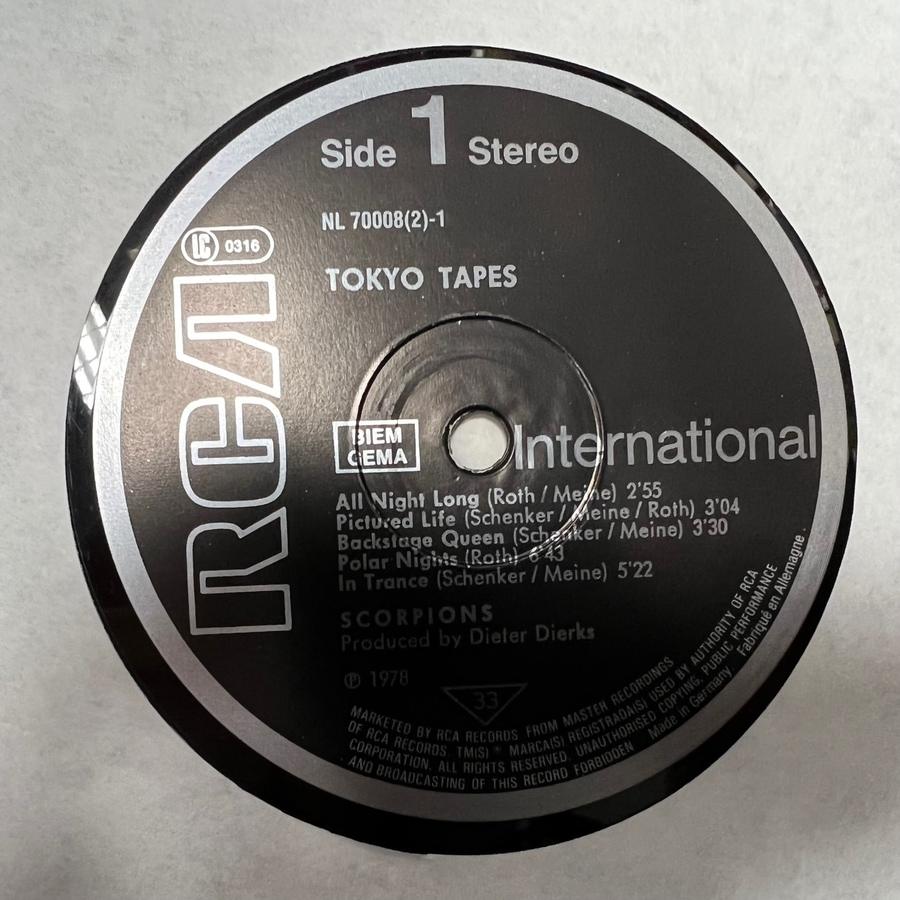 Side 1 Stereo
NL 70008(2)-1
LC 0316
TOKYO TAPES
RCA
BIEM
GEMA
International
All Night Long (Roth / Meine) 2'55
Pictured Life (Schenker / Meine / Roth) 3'04
Backstage Queen (Schenker / Meine) 3'30
Polar Nights (Roth) 6'43
In Trance (Schenker / Meine) 5'22
SCORPIONS
Produced by Dieter Dierks
℗ 1978
33
MARKETED BY RCA RECORDS FROM MASTER RECORDINGS
OF RCA RECORDS. TM(S) ® MARCA(S) REGISTRADA(S) USED BY AUTHORITY OF RCA
CORPORATION. ALL RIGHTS RESERVED. UNAUTHORISED COPYING, PUBLIC PERFORMANCE
AND BROADCASTING OF THIS RECORD FORBIDDEN Made in Germany. Fabriqué en Allemagne